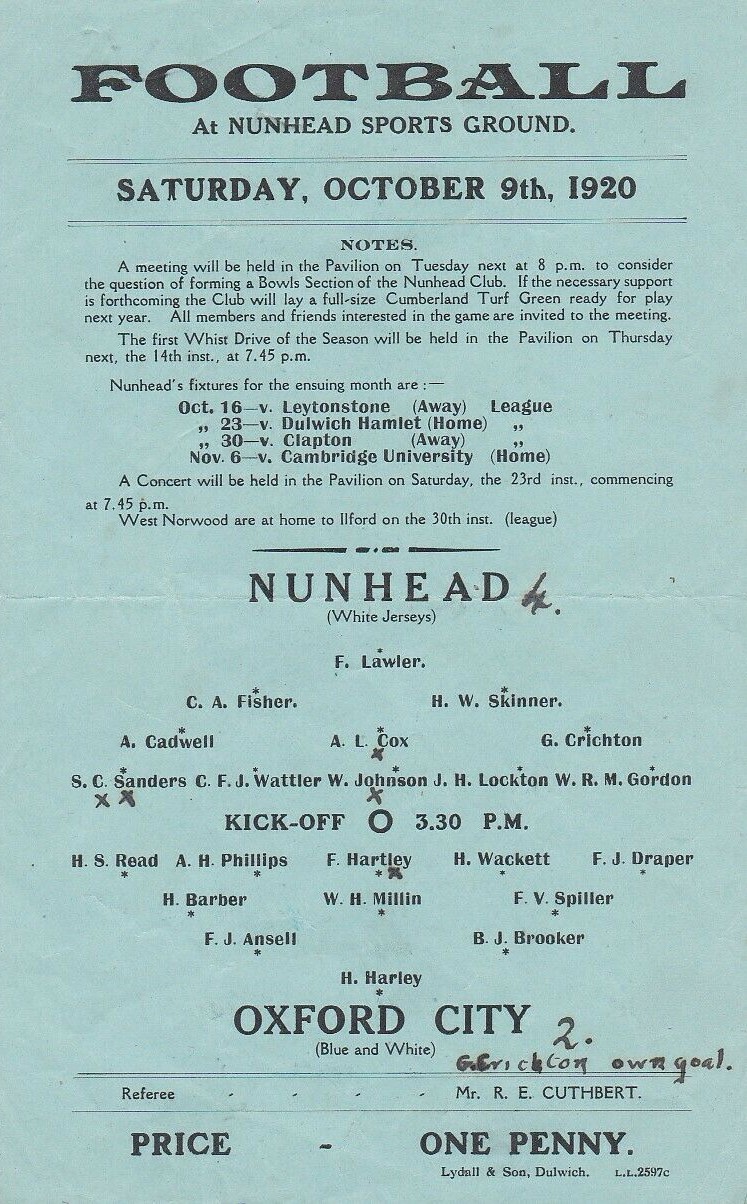 FOOTBALL
At NUNHEAD SPORTS GROUND.
SATURDAY, OCTOBER 9th, 1920
NOTES.
A meeting will be held in the Pavilion on Tuesday next at 8 p.m. to consider
the question of forming a Bowls Section of the Nunhead Club. If the necessary support
is forthcoming the Club will lay a full-size Cumberland Turf Green ready for play
next year. All members and friends interested in the game are invited to the meeting.
The first Whist Drive of the Season will be held in the Pavilion on Thursday
next, the 14th inst., at 7.45 p.m.
Nunhead's fixtures for the ensuing month are :—
Oct. 16—v. Leytonstone (Away) League
„ 23—v. Dulwich Hamlet (Home) „
„ 30—v. Clapton (Away) „
Nov. 6—v. Cambridge University (Home)
A Concert will be held in the Pavilion on Saturday, the 23rd inst., commencing
at 7.45 p.m.
West Norwood are at home to Ilford on the 30th inst. (league)
NUNHEAD 4.
(White Jerseys)
F. Lawler.
C. A. Fisher. H. W. Skinner.
A. Cadwell A. L. Cox G. Crichton
x
S. C. Sanders C. F. J. Wattler W. Johnson J. H. Lockton W. R. M. Gordon
x x x
KICK-OFF O 3.30 P.M.
H. S. Read A. H. Phillips F. Hartley H. Wackett F. J. Draper
* * * x * *
H. Barber W. H. Millin F. V. Spiller
* * *
F. J. Ansell B. J. Brooker
* *
H. Harley
*
OXFORD CITY 2.
(Blue and White)
G. Crichton own goal.
Referee - - - - Mr. R. E. CUTHBERT.
PRICE - ONE PENNY.
Lydall & Son, Dulwich. L.L.2597c